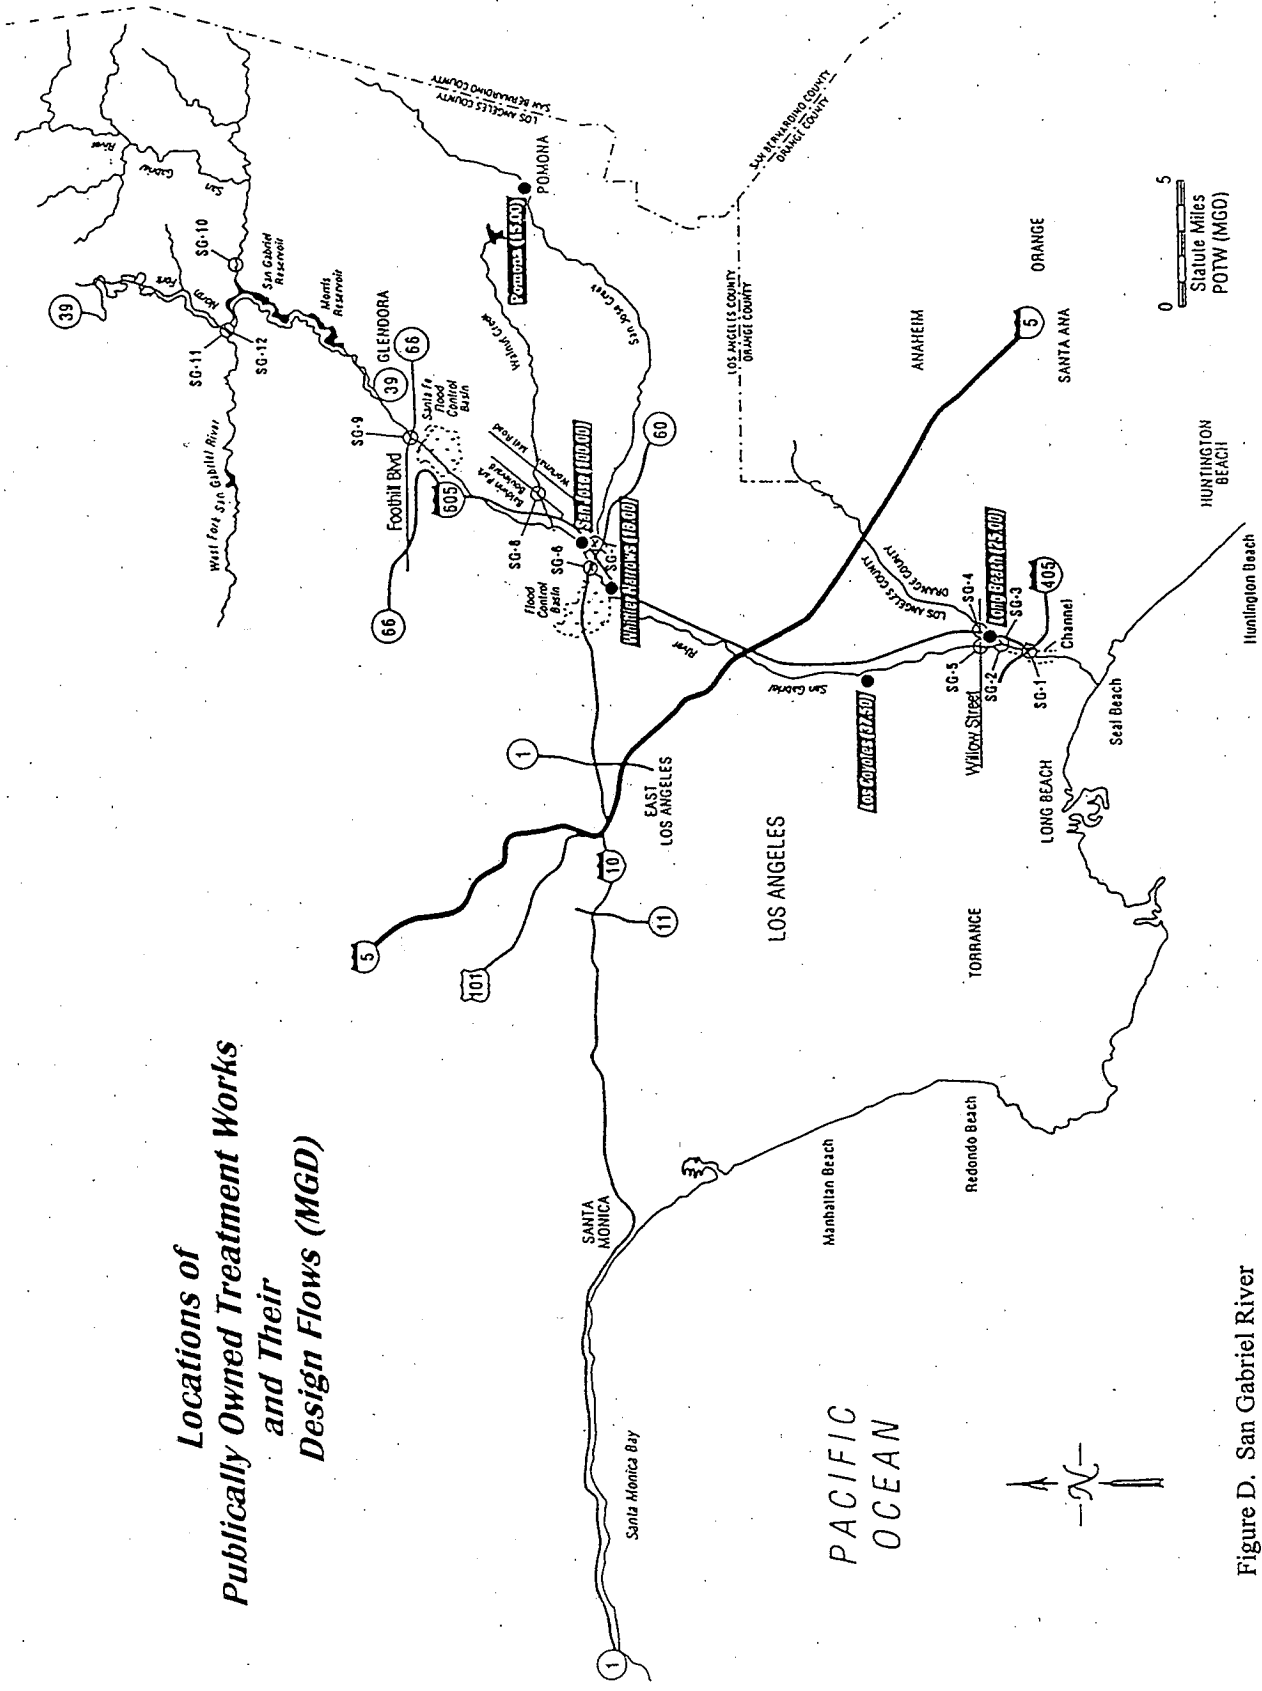 Locations of
Publically Owned Treatment Works
and Their
Design Flows (MGD)
39
SG-11
SG-12
SG-10
North
Fork
San
Gabriel
River
San Gabriel
Reservoir
Morris
Reservoir
West Fork San Gabriel River
GLENDORA
39
66
SG-9
Foothill Blvd
66
605
Santa Fe
Flood
Control
Basin
LOS ANGELES COUNTY
SAN BERNARDINO COUNTY
POMONA
Pomona (15.00)
Walnut Creek
San Jose Creek
Baldwin Park
Boulevard
Road
SG-8
SG-6
SG-7
San Jose (100.00)
60
Flood
Control
Basin
Whittier Narrows (18.00)
SAN BERNARDINO COUNTY
ORANGE COUNTY
LOS ANGELES COUNTY
ORANGE COUNTY
5
101
1
10
11
EAST
LOS ANGELES
LOS ANGELES
San Gabriel
River
Los Coyotes (37.50)
LOS ANGELES COUNTY
ORANGE COUNTY
ANAHEIM
ORANGE
5
SANTA ANA
SG-5
SG-4
Willow Street
Long Beach (25.00)
SG-3
SG-2
SG-1
405
Channel
LONG BEACH
Seal Beach
HUNTINGTON
BEACH
Huntington Beach
TORRANCE
SANTA
MONICA
Manhattan Beach
Redondo Beach
Santa Monica Bay
1
PACIFIC
OCEAN
N
0 5
Statute Miles
POTW (MGD)
Figure D. San Gabriel River